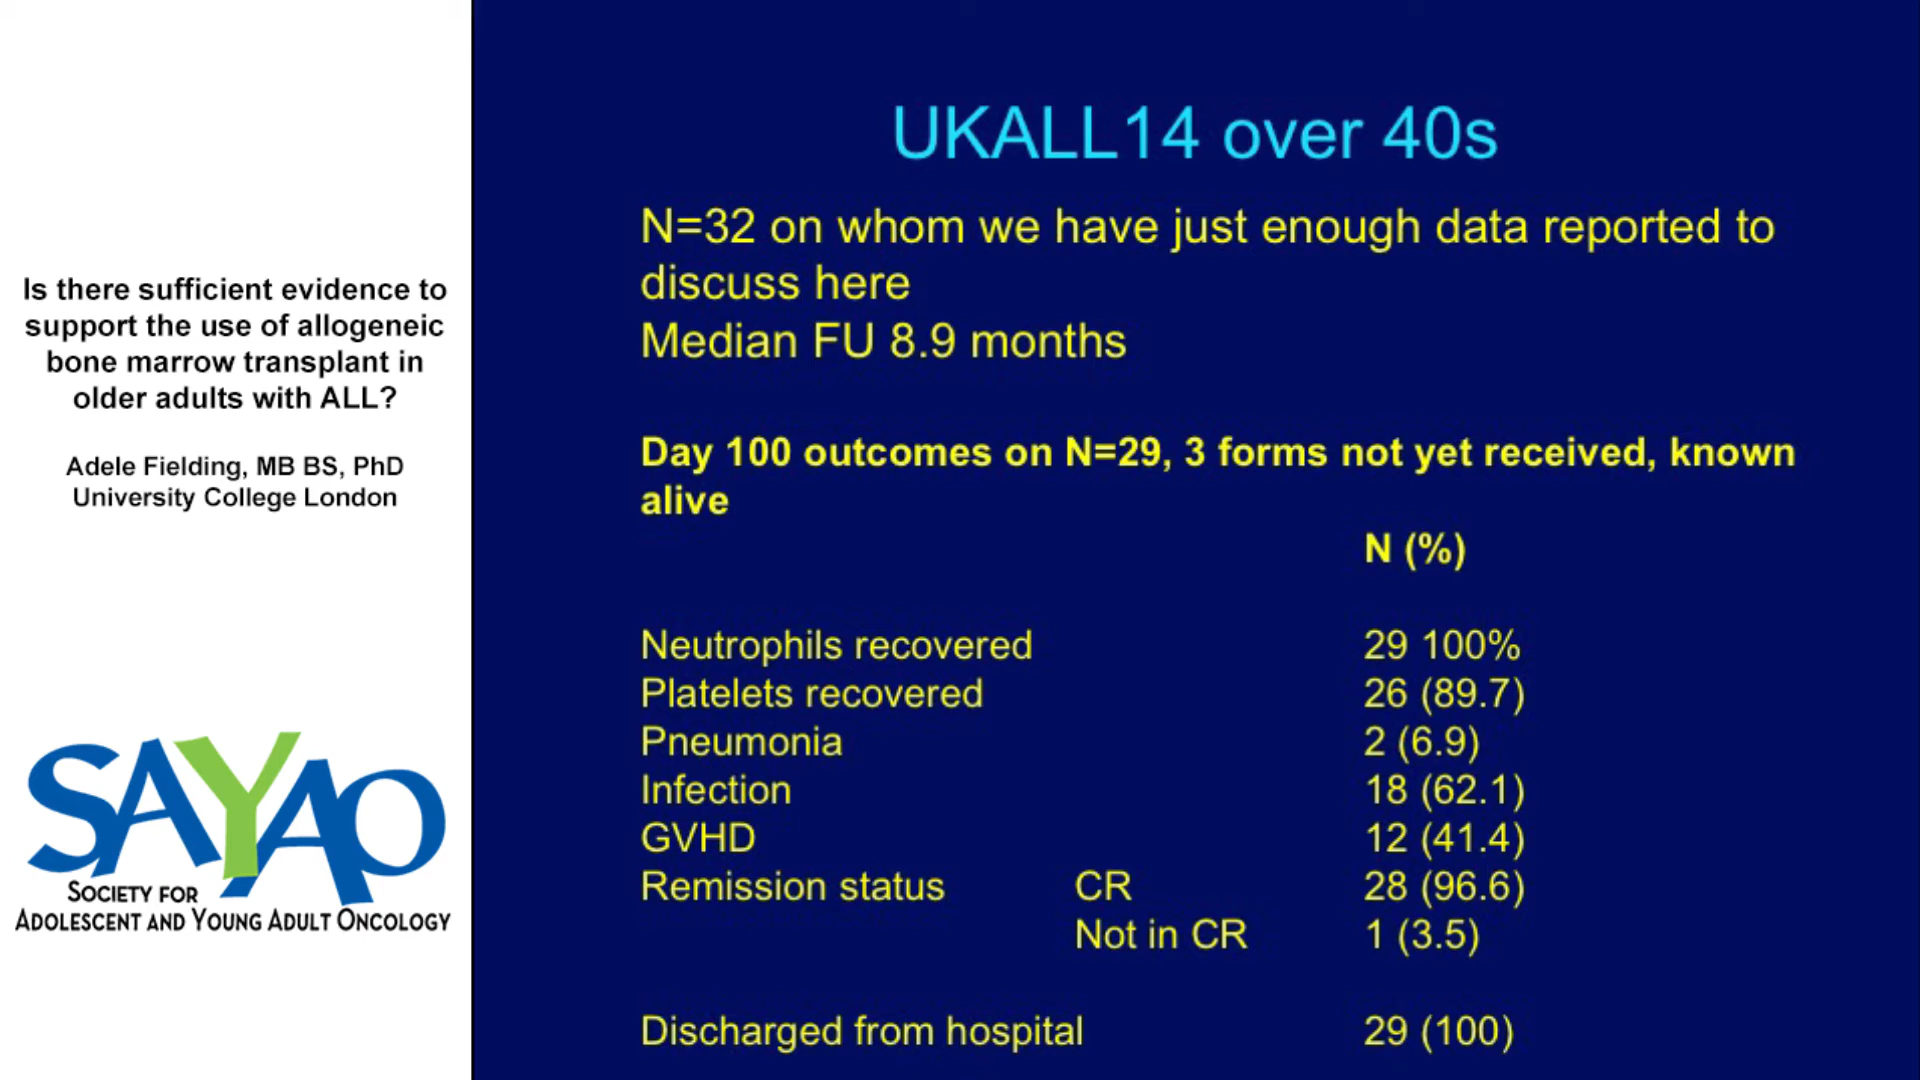 Is there sufficient evidence to
support the use of allogeneic
bone marrow transplant in
older adults with ALL?
Adele Fielding, MB BS, PhD
University College London
SAYAO
SOCIETY FOR
ADOLESCENT AND YOUNG ADULT ONCOLOGY
UKALL14 over 40s
N=32 on whom we have just enough data reported to
discuss here
Median FU 8.9 months
Day 100 outcomes on N=29, 3 forms not yet received, known
alive
N (%)
Neutrophils recovered 29 100%
Platelets recovered 26 (89.7)
Pneumonia 2 (6.9)
Infection 18 (62.1)
GVHD 12 (41.4)
Remission status CR 28 (96.6)
Not in CR 1 (3.5)
Discharged from hospital 29 (100)